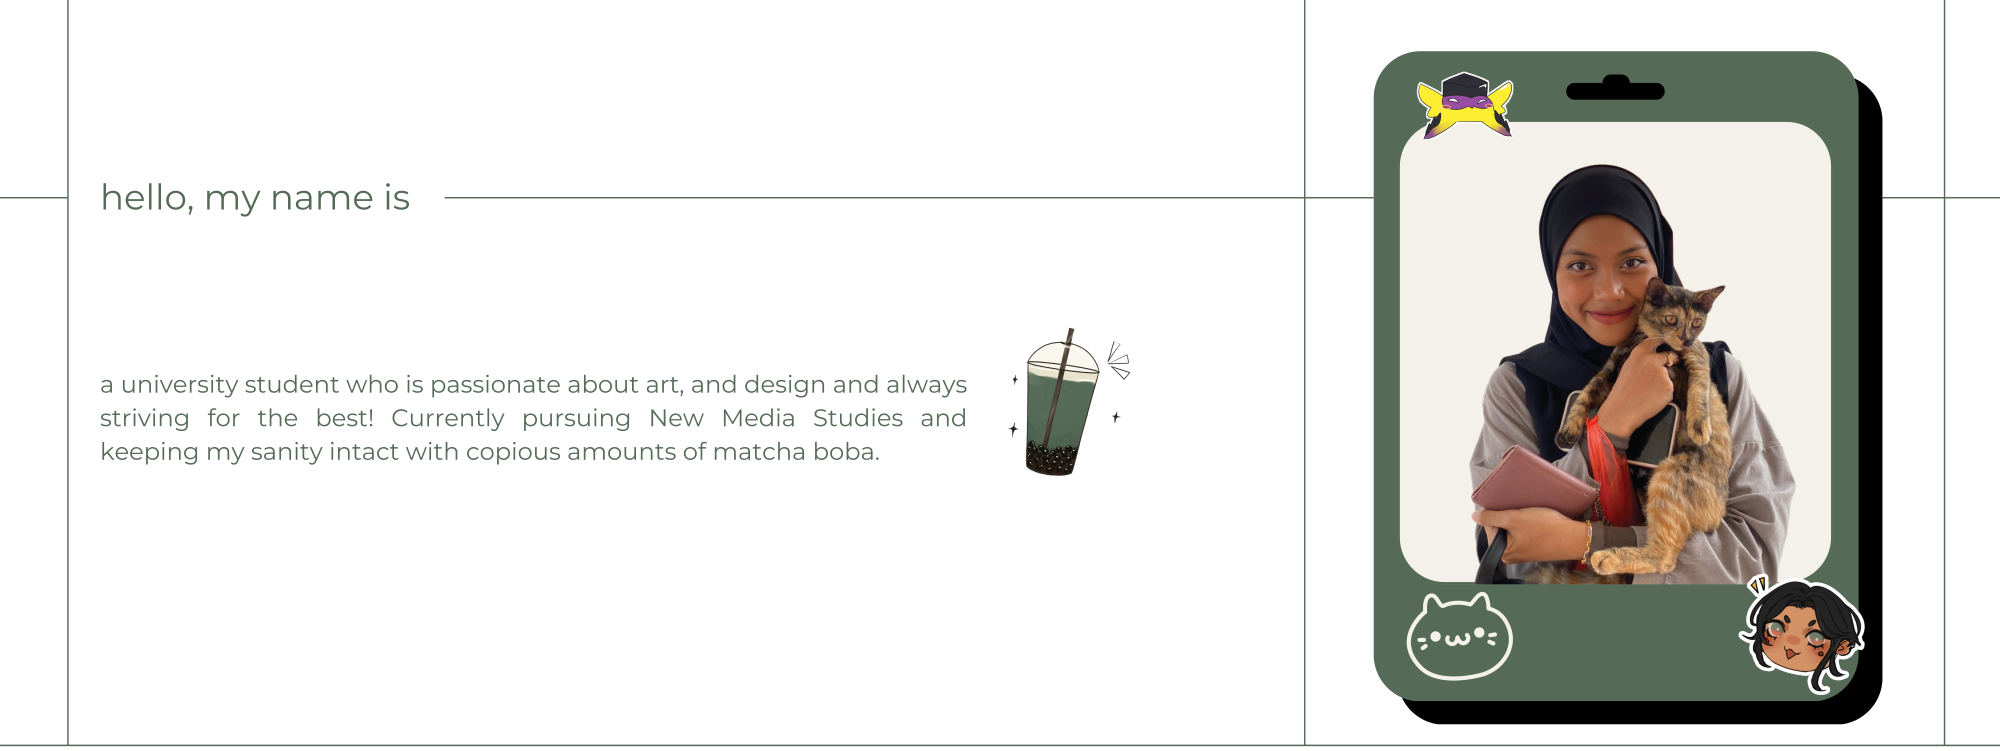 hello, my name is
a university student who is passionate about art, and design and always
striving for the best! Currently pursuing New Media Studies and
keeping my sanity intact with copious amounts of matcha boba.